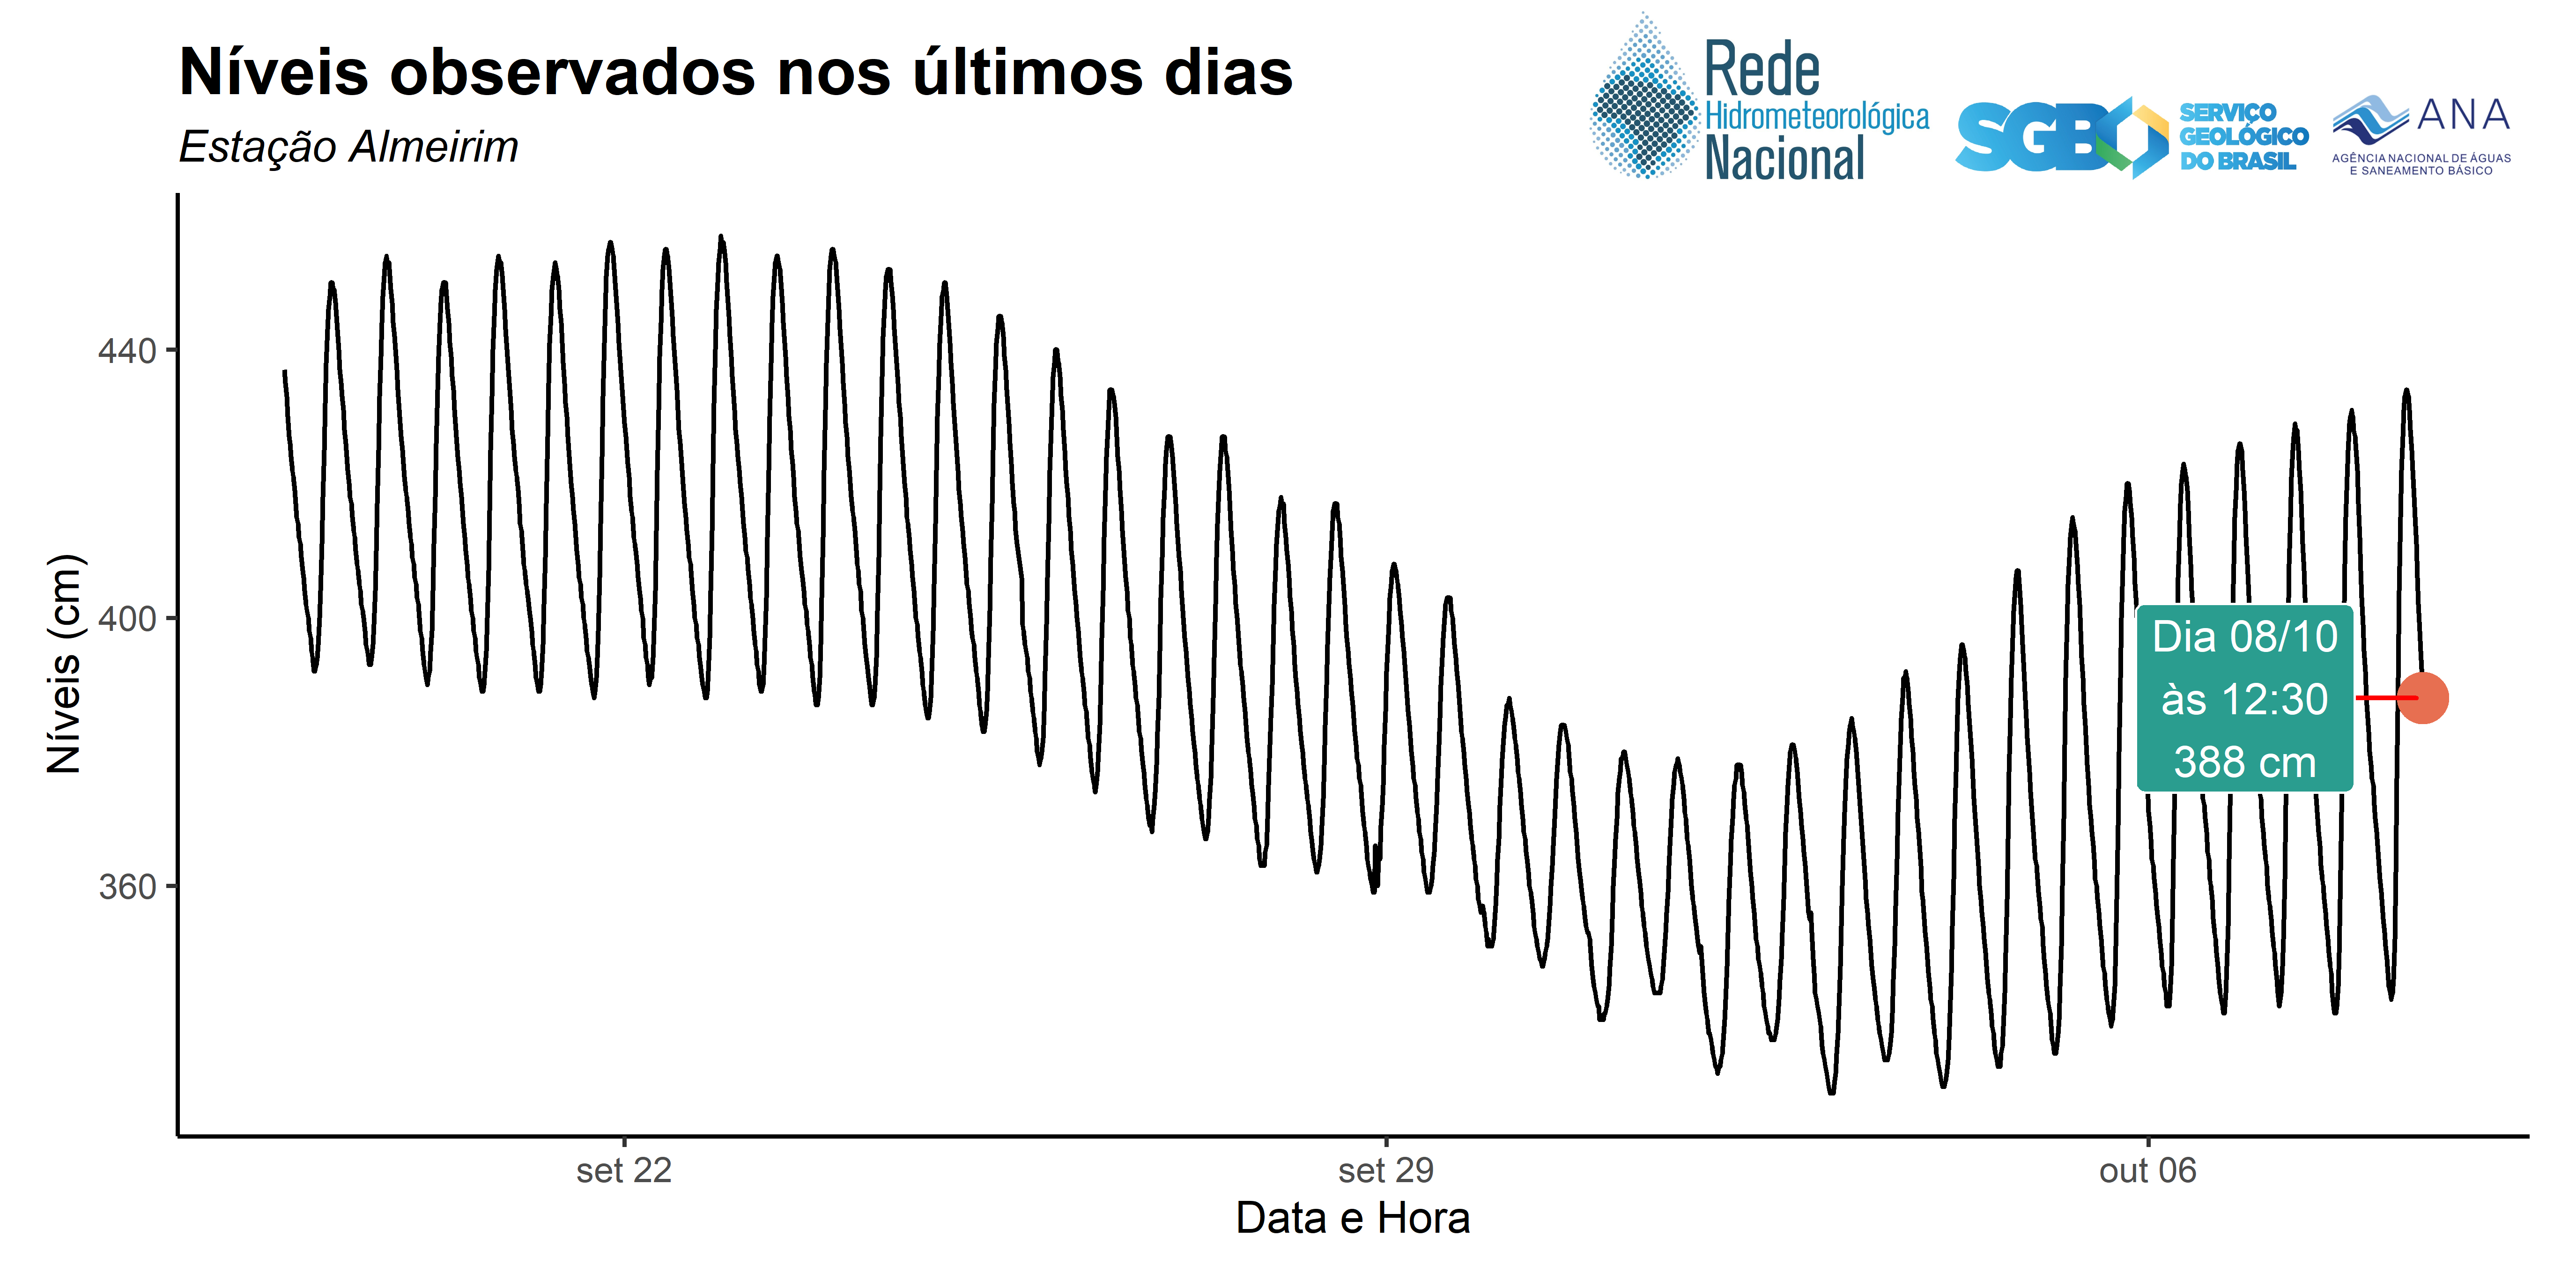 Níveis observados nos últimos dias
Estação Almeirim
Rede
Hidrometeorológica
Nacional
SGB
SERVIÇO
GEOLÓGICO
DO BRASIL
ANA
AGÊNCIA NACIONAL DE ÁGUAS
E SANEAMENTO BÁSICO
Níveis (cm)
440
400
360
Dia 08/10
às 12:30
388 cm
set 22
set 29
out 06
Data e Hora